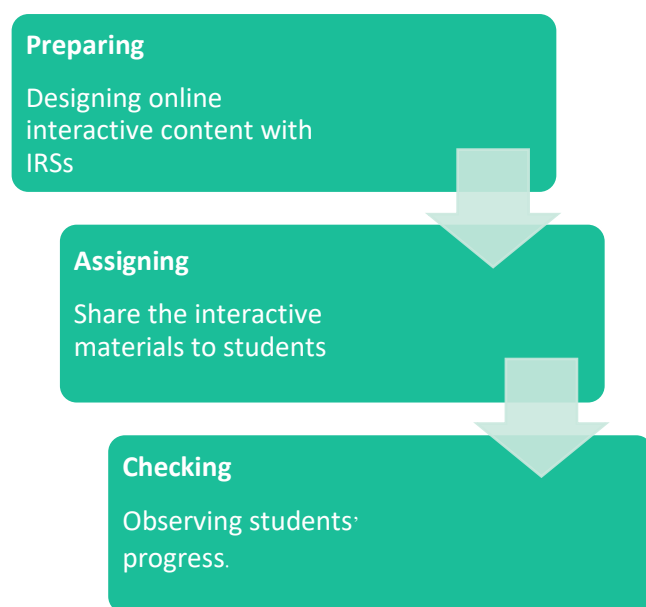 Preparing
Designing online
interactive content with
IRSs
Assigning
Share the interactive
materials to students
Checking
Observing students’
progress.